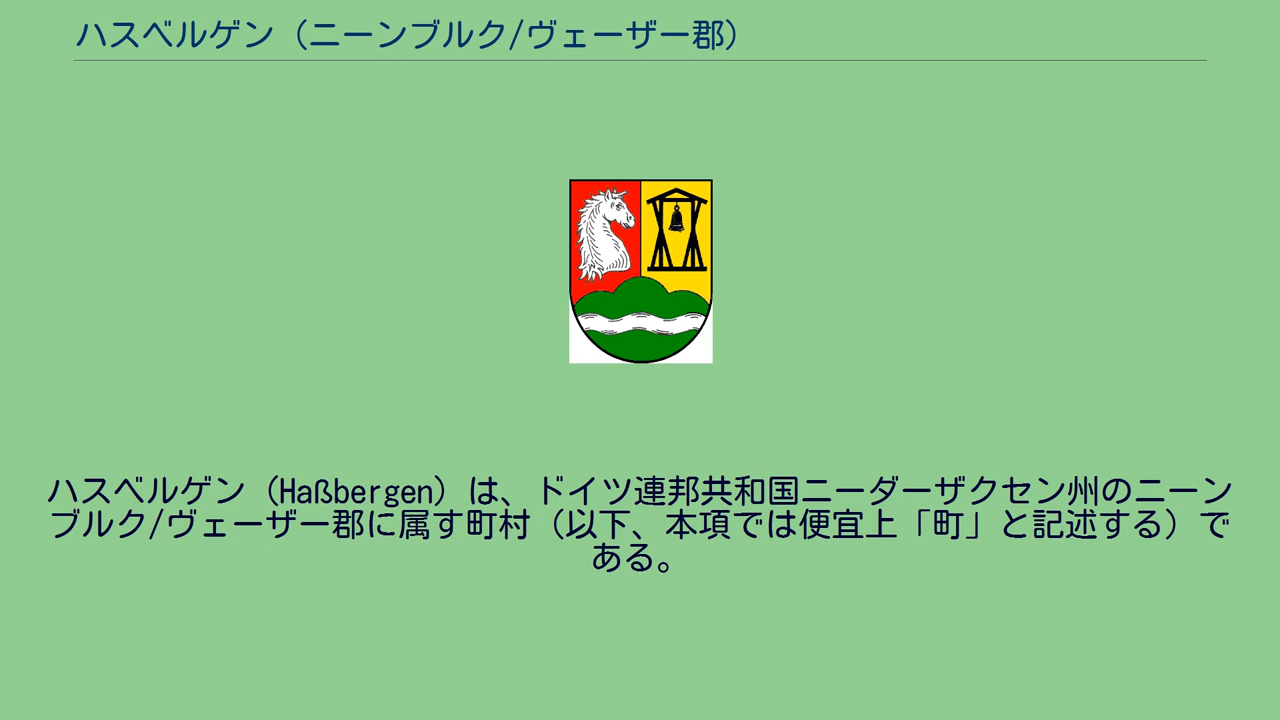 ハスベルゲン（ニーンブルク/ヴェーザー郡）
ハスベルゲン（Haßbergen）は、ドイツ連邦共和国ニーダーザクセン州のニーン
ブルク/ヴェーザー郡に属す町村（以下、本項では便宜上「町」と記述する）で
ある。